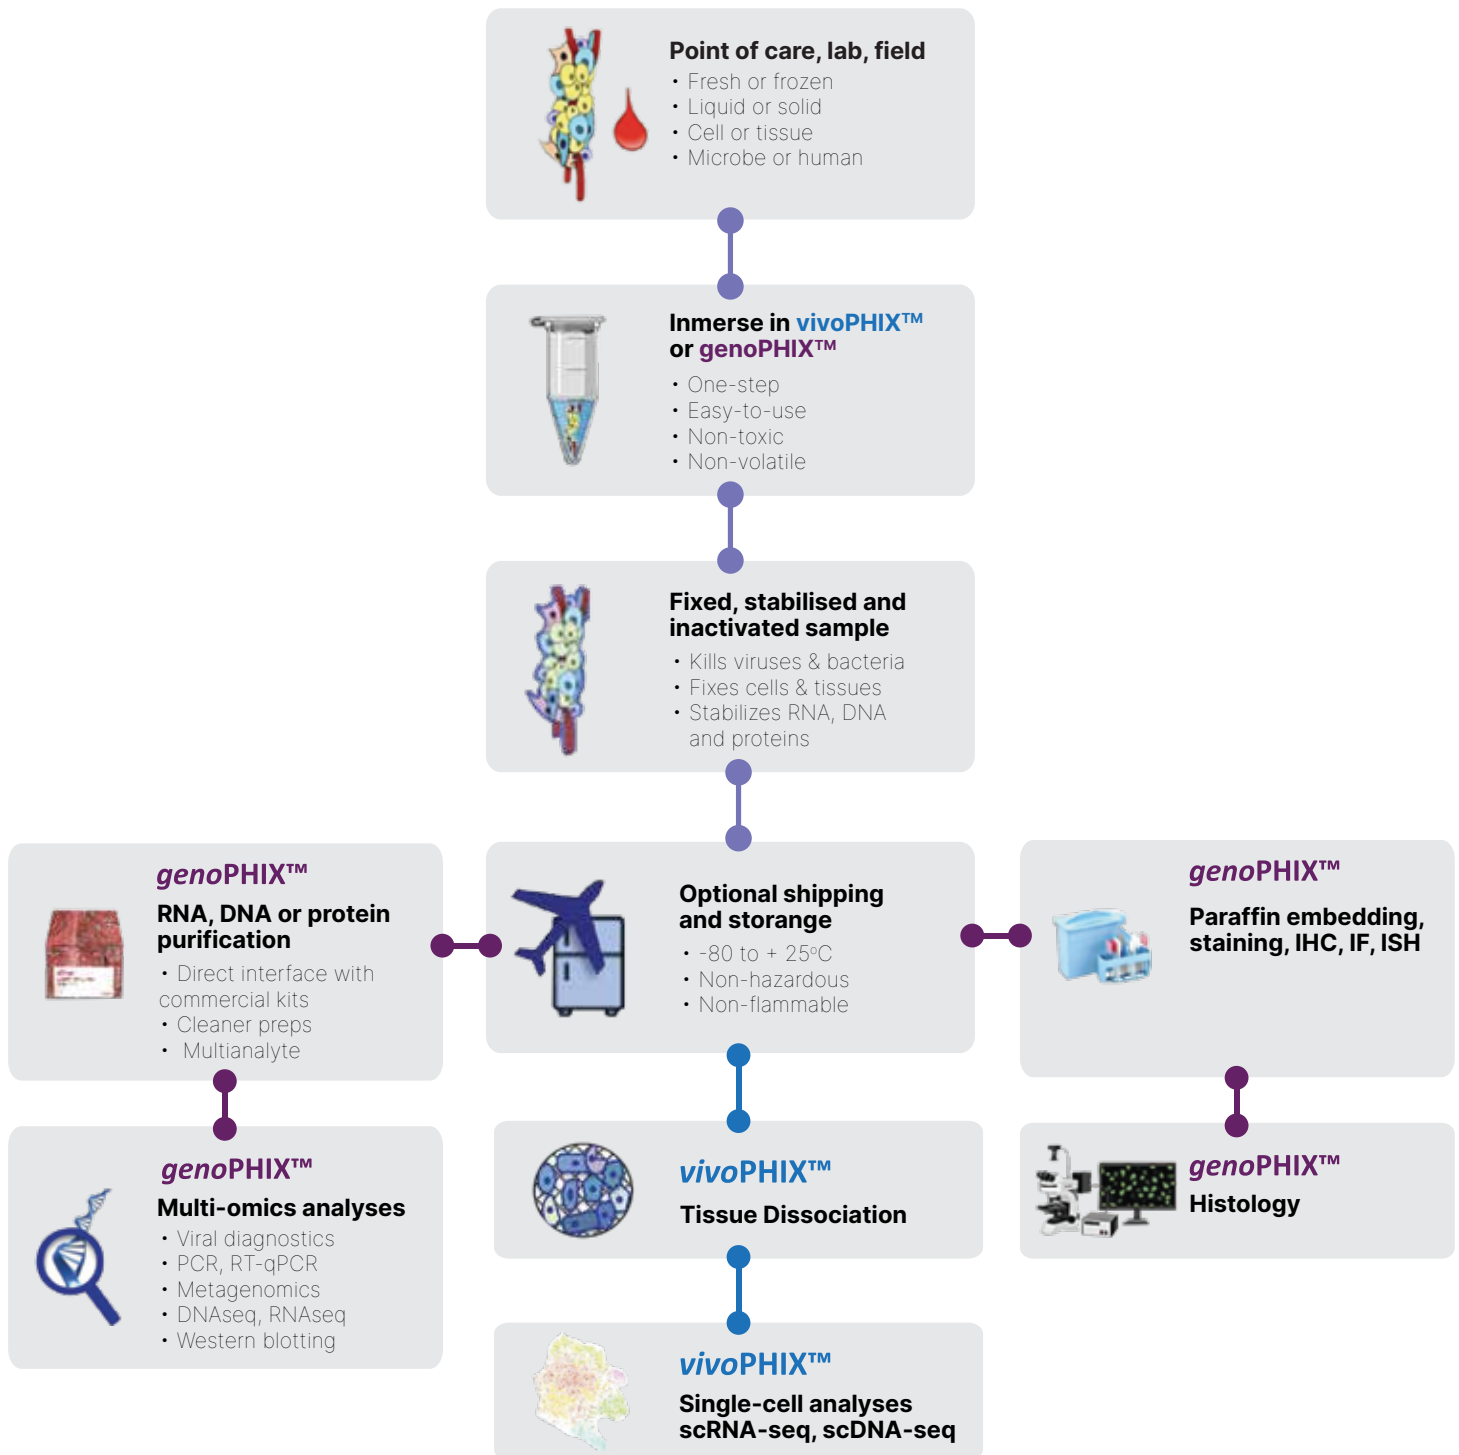 Point of care, lab, field
• Fresh or frozen
• Liquid or solid
• Cell or tissue
• Microbe or human
Inmerse in vivoPHIX™
or genoPHIX™
• One-step
• Easy-to-use
• Non-toxic
• Non-volatile
Fixed, stabilised and
inactivated sample
• Kills viruses & bacteria
• Fixes cells & tissues
• Stabilizes RNA, DNA
and proteins
genoPHIX™
RNA, DNA or protein
purification
• Direct interface with
commercial kits
• Cleaner preps
• Multianalyte
Optional shipping
and storange
• -80 to + 25ºC
• Non-hazardous
• Non-flammable
genoPHIX™
Paraffin embedding,
staining, IHC, IF, ISH
genoPHIX™
Multi-omics analyses
• Viral diagnostics
• PCR, RT-qPCR
• Metagenomics
• DNAseq, RNAseq
• Western blotting
vivoPHIX™
Tissue Dissociation
genoPHIX™
Histology
vivoPHIX™
Single-cell analyses
scRNA-seq, scDNA-seq